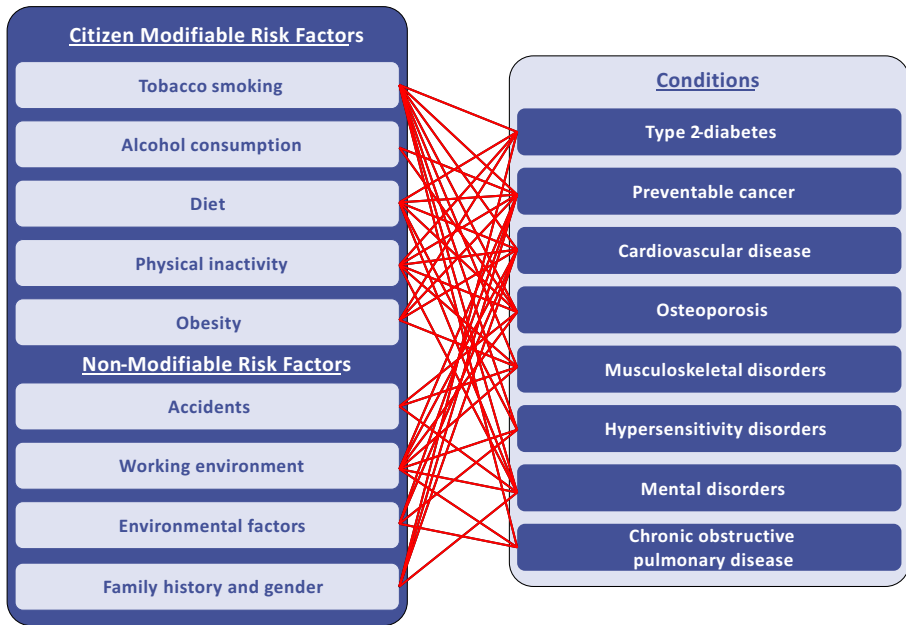 Citizen Modifiable Risk Factors
Tobacco smoking
Alcohol consumption
Diet
Physical inactivity
Obesity
Non-Modifiable Risk Factors
Accidents
Working environment
Environmental factors
Family history and gender
Conditions
Type 2-diabetes
Preventable cancer
Cardiovascular disease
Osteoporosis
Musculoskeletal disorders
Hypersensitivity disorders
Mental disorders
Chronic obstructive
pulmonary disease